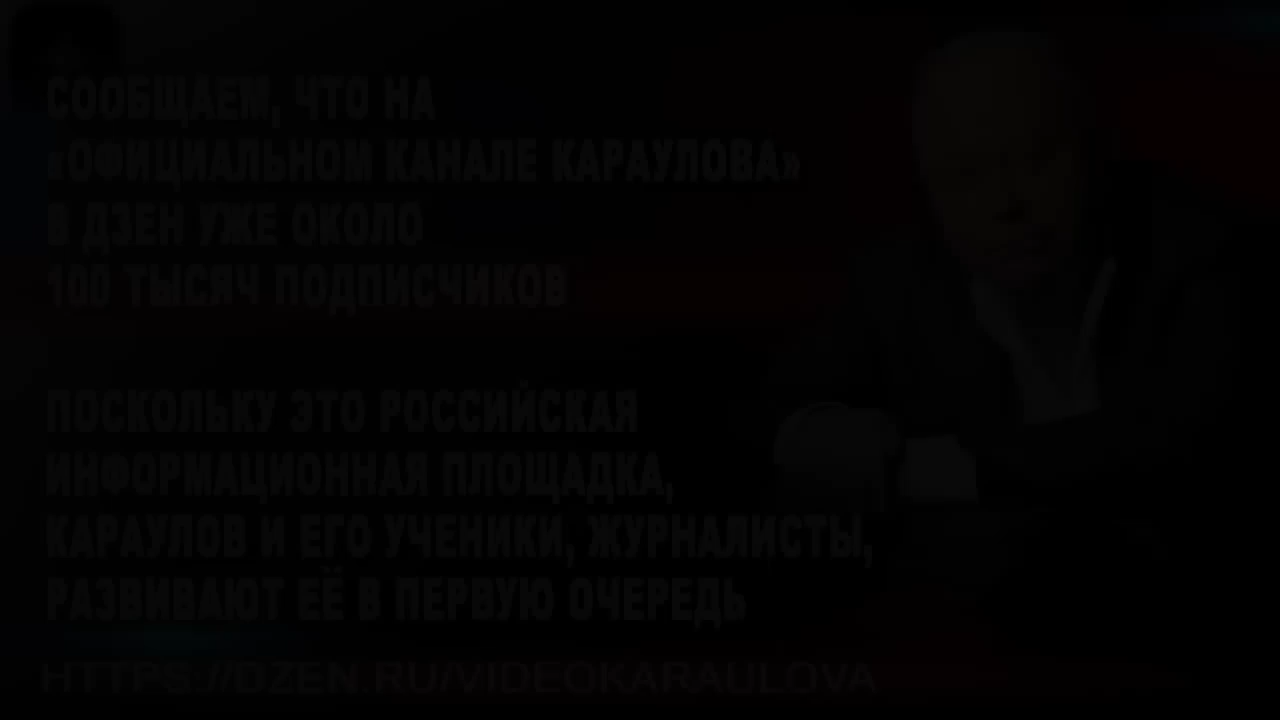 СООБЩАЕМ, ЧТО НА
«ОФИЦИАЛЬНОМ КАНАЛЕ КАРАУЛОВА»
В ДЗЕН УЖЕ ОКОЛО
100 ТЫСЯЧ ПОДПИСЧИКОВ
ПОСКОЛЬКУ ЭТО РОССИЙСКАЯ
ИНФОРМАЦИОННАЯ ПЛОЩАДКА,
КАРАУЛОВ И ЕГО УЧЕНИКИ, ЖУРНАЛИСТЫ,
РАЗВИВАЮТ ЕЁ В ПЕРВУЮ ОЧЕРЕДЬ
HTTPS://DZEN.RU/VIDEOKARAULOVA